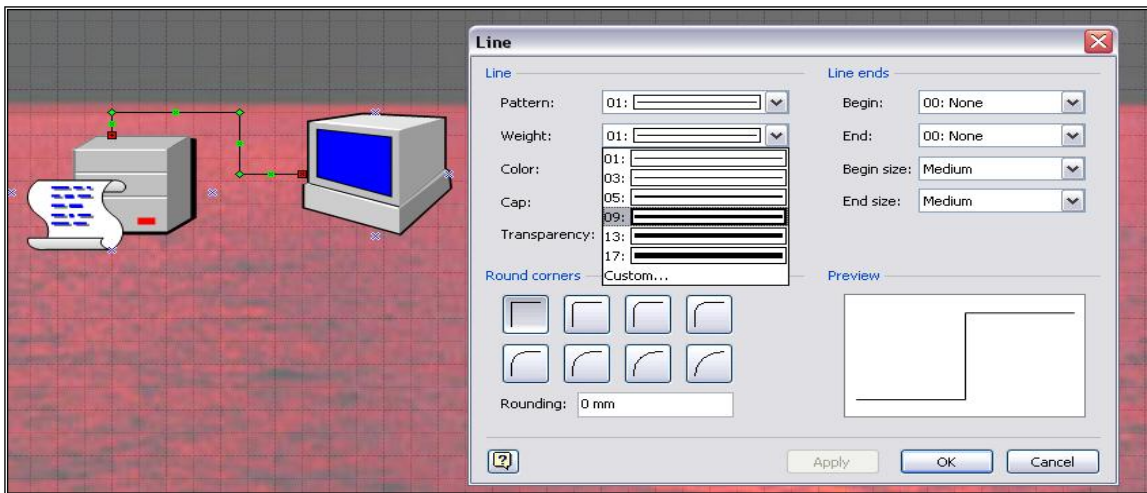 Line
Line
Pattern: 01:
Weight: 01:
01:
03:
05:
09:
13:
17:
Custom...
Color:
Cap:
Transparency:
Line ends
Begin: 00: None
End: 00: None
Begin size: Medium
End size: Medium
Round corners
Rounding: 0 mm
Preview
?
Apply
OK
Cancel